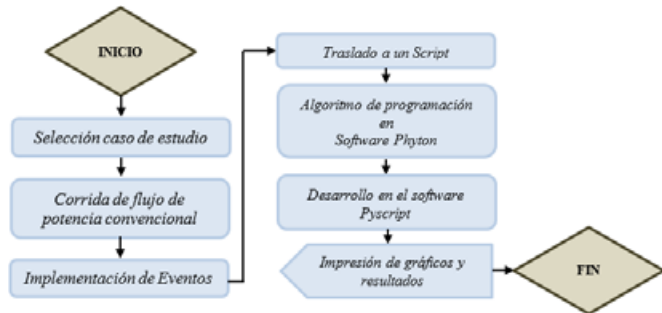 INICIO
Selección caso de estudio
Corrida de flujo de
potencia convencional
Implementación de Eventos
Traslado a un Script
Algoritmo de programación
en
Software Phyton
Desarrollo en el software
Pyscript
Impresión de gráficos y
resultados
FIN